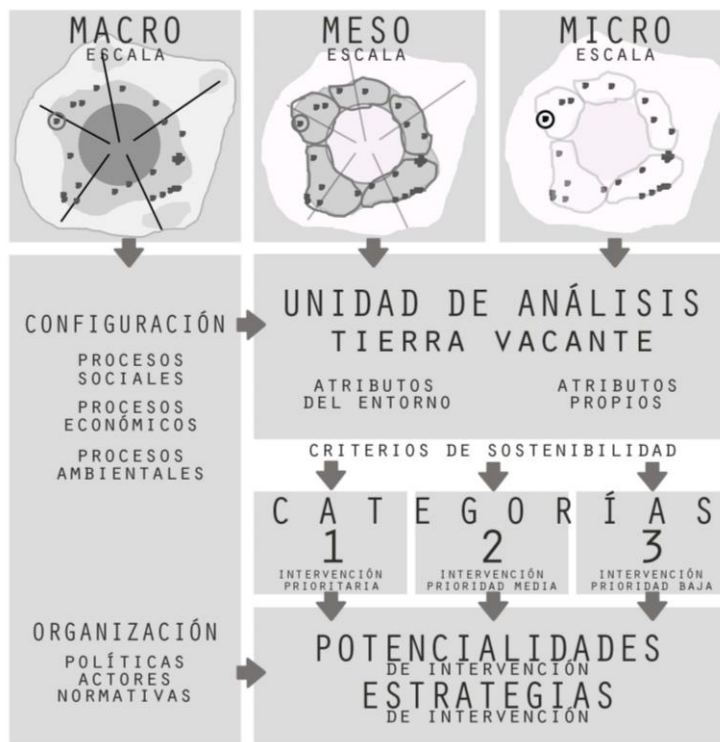 MACRO
ESCALA
MESO
ESCALA
MICRO
ESCALA
CONFIGURACIÓN
PROCESOS
SOCIALES
PROCESOS
ECONÓMICOS
PROCESOS
AMBIENTALES
UNIDAD DE ANÁLISIS
TIERRA VACANTE
ATRIBUTOS
DEL ENTORNO
ATRIBUTOS
PROPIOS
CRITERIOS DE SOSTENIBILIDAD
CATEGORÍAS
1
INTERVENCIÓN
PRIORITARIA
2
INTERVENCIÓN
PRIORIDAD MEDIA
3
INTERVENCIÓN
PRIORIDAD BAJA
ORGANIZACIÓN
POLÍTICAS
ACTORES
NORMATIVAS
POTENCIALIDADES
DE INTERVENCIÓN
ESTRATEGIAS
DE INTERVENCIÓN